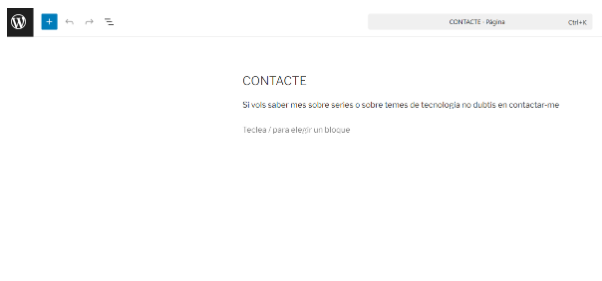 CONTACTE · Página Ctrl+K
CONTACTE
Si vols saber mes sobre series o sobre temes de tecnologia no dubtis en contactar-me
Teclea / para elegir un bloque